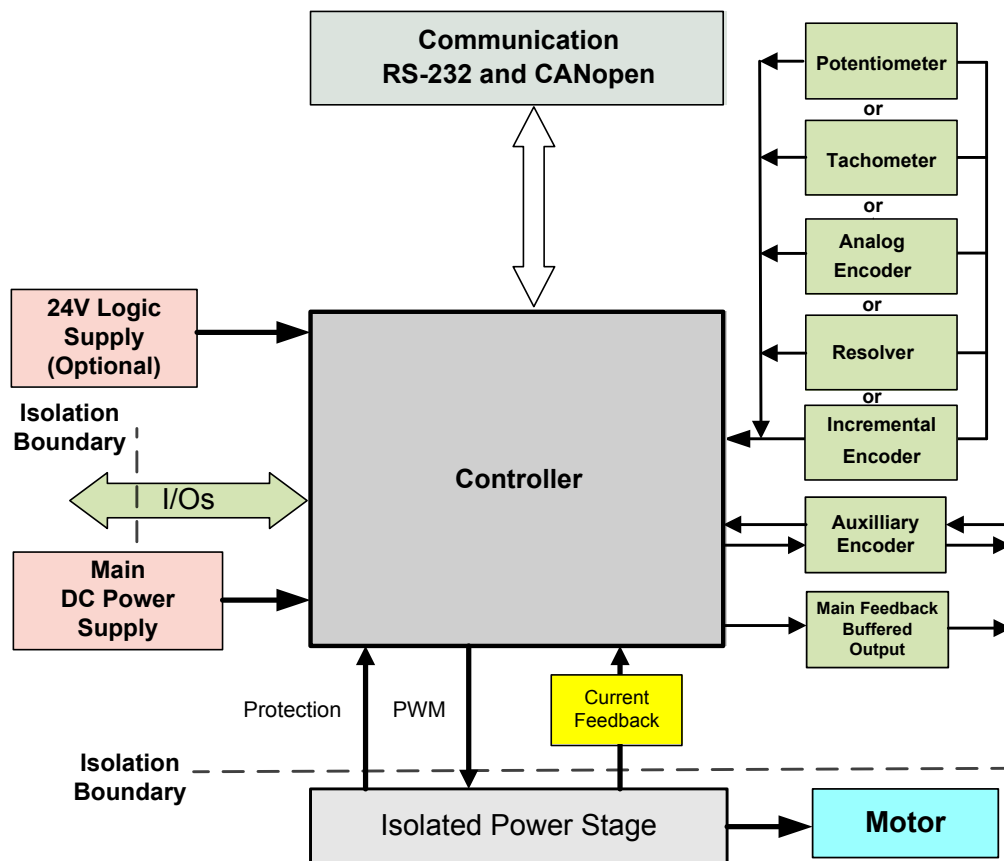 Communication
RS-232 and CANopen
Potentiometer
or
Tachometer
or
Analog
Encoder
or
Resolver
or
Incremental
Encoder
24V Logic
Supply
(Optional)
Isolation
Boundary
I/Os
Controller
Main
DC Power
Supply
Auxilliary
Encoder
Main Feedback
Buffered
Output
Protection
PWM
Current
Feedback
Isolation
Boundary
Isolated Power Stage
Motor